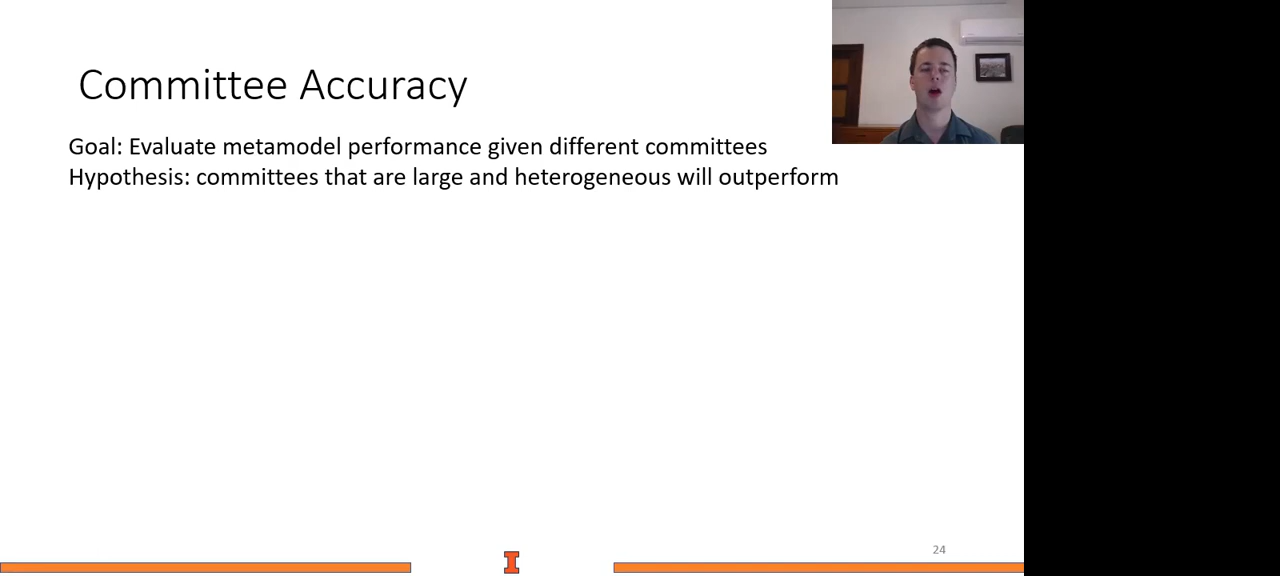 Committee Accuracy
Goal: Evaluate metamodel performance given different committees
Hypothesis: committees that are large and heterogeneous will outperform
24